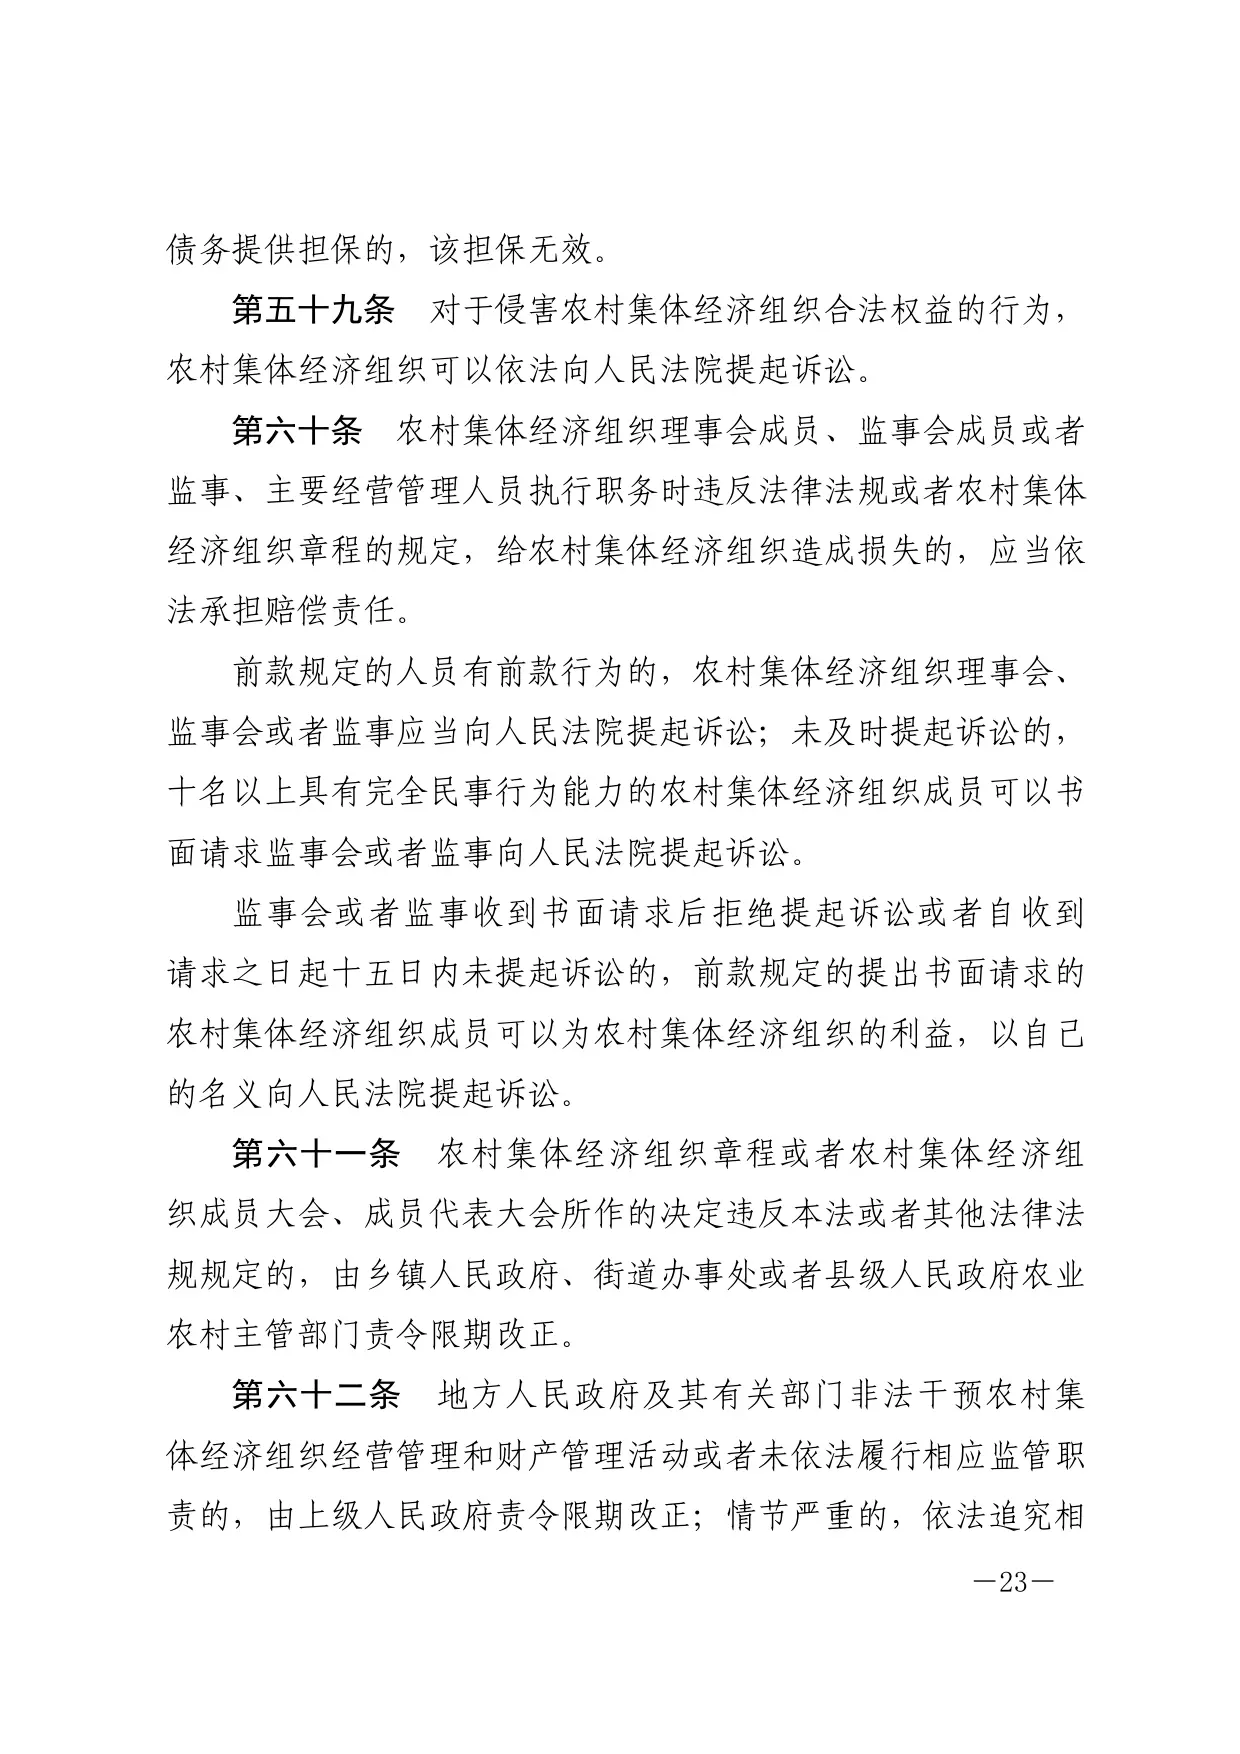 债务提供担保的，该担保无效。
第五十九条　对于侵害农村集体经济组织合法权益的行为，
农村集体经济组织可以依法向人民法院提起诉讼。
第六十条　农村集体经济组织理事会成员、监事会成员或者
监事、主要经营管理人员执行职务时违反法律法规或者农村集体
经济组织章程的规定，给农村集体经济组织造成损失的，应当依
法承担赔偿责任。
前款规定的人员有前款行为的，农村集体经济组织理事会、
监事会或者监事应当向人民法院提起诉讼；未及时提起诉讼的，
十名以上具有完全民事行为能力的农村集体经济组织成员可以书
面请求监事会或者监事向人民法院提起诉讼。
监事会或者监事收到书面请求后拒绝提起诉讼或者自收到
请求之日起十五日内未提起诉讼的，前款规定的提出书面请求的
农村集体经济组织成员可以为农村集体经济组织的利益，以自己
的名义向人民法院提起诉讼。
第六十一条　农村集体经济组织章程或者农村集体经济组
织成员大会、成员代表大会所作的决定违反本法或者其他法律法
规规定的，由乡镇人民政府、街道办事处或者县级人民政府农业
农村主管部门责令限期改正。
第六十二条　地方人民政府及其有关部门非法干预农村集
体经济组织经营管理和财产管理活动或者未依法履行相应监管职
责的，由上级人民政府责令限期改正；情节严重的，依法追究相
—23—